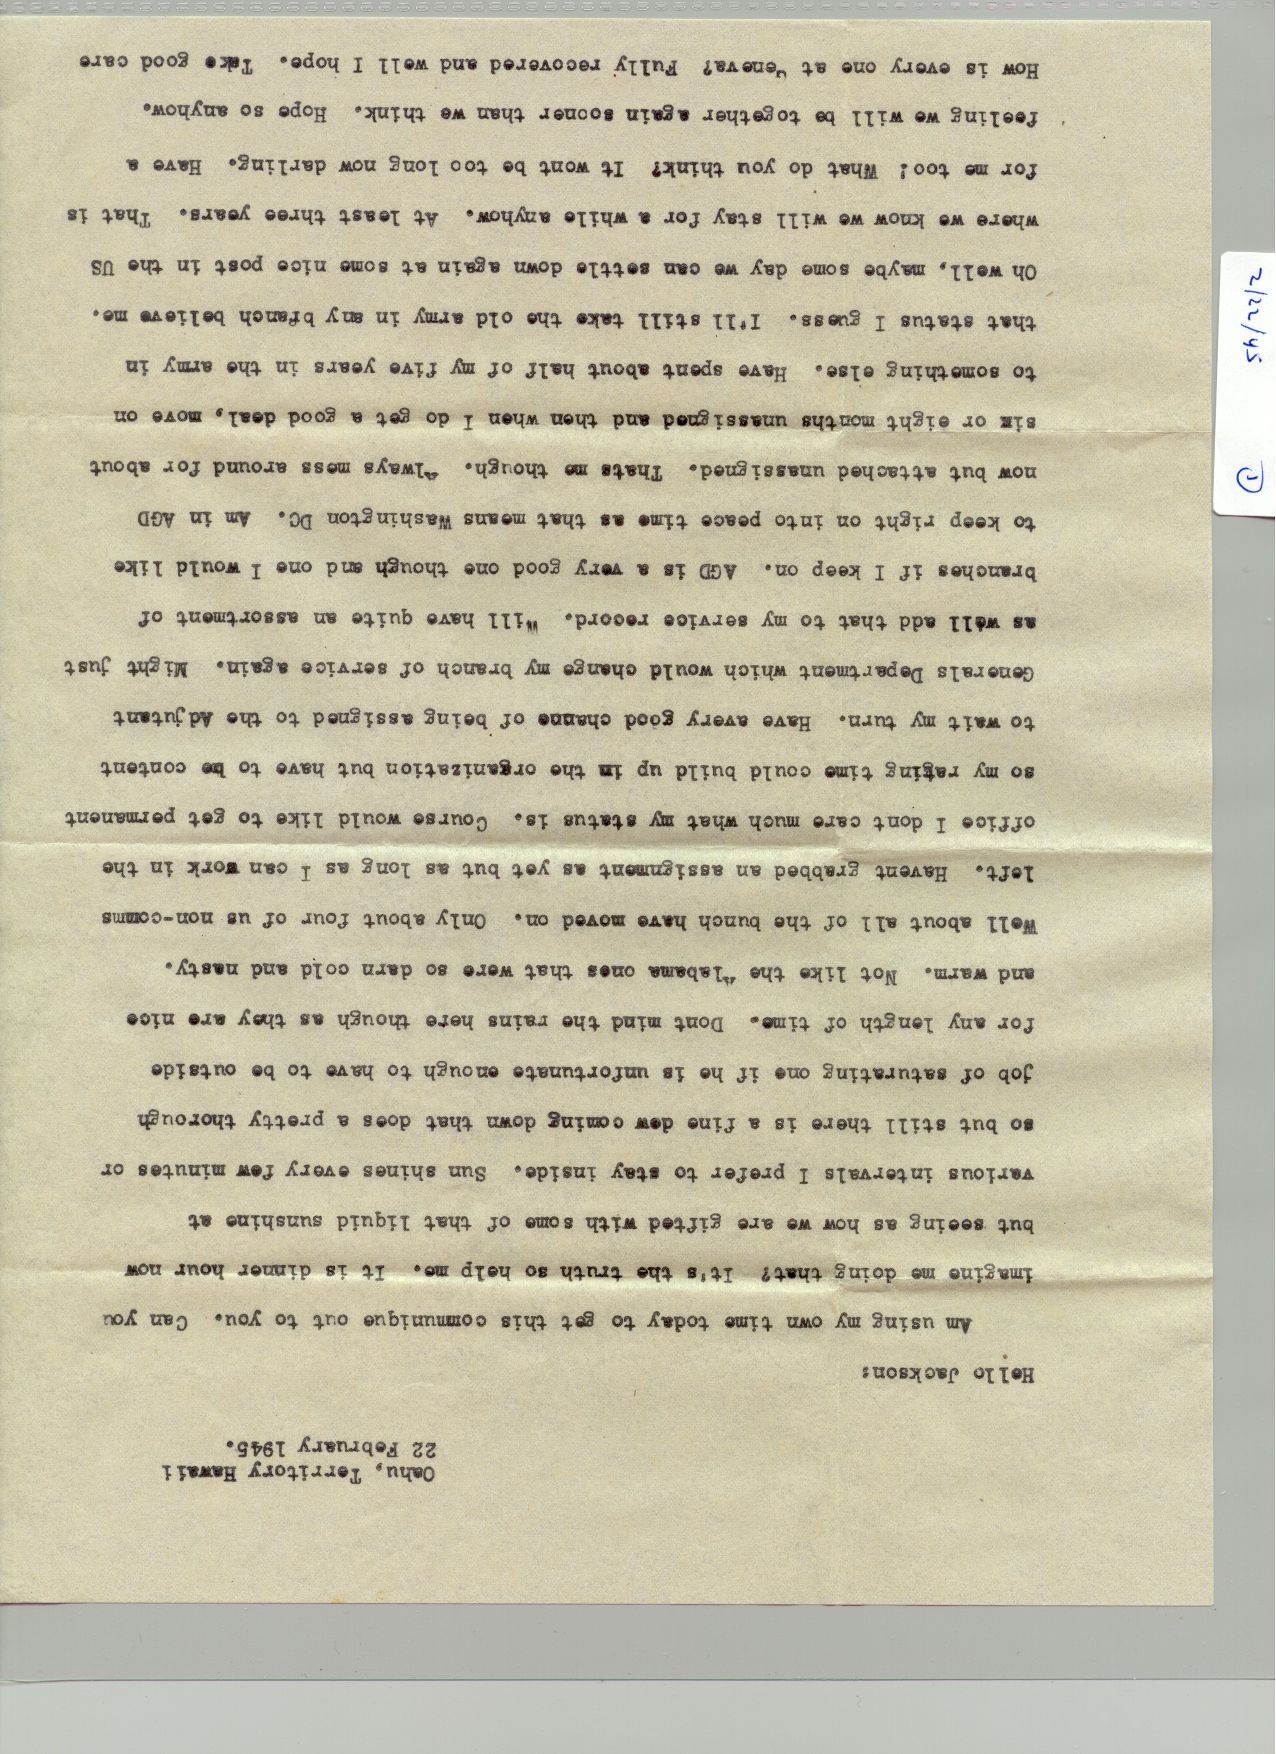 Oahu, Territory Hawaii
22 February 1945.
Hello Jackson:
Am using my own time today to get this communique out to you. Can you
imagine me doing that? It's the truth so help me. It is dinner hour now
but seeing as how we are gifted with some of that liquid sunshine at
various intervals I prefer to stay inside. Sun shines every few minutes or
so but still there is a fine dew coming down that does a pretty thorough
job of saturating one if he is unfortunate enough to have to be outside
for any length of time. Dont mind the rains here though as they are nice
and warm. Not like the Alabama ones that were so darn cold and nasty.
Well about all of the bunch have moved on. Only about four of us non-comms
left. Havent grabbed an assignment as yet but as long as I can work in the
office I dont care much what my status is. Course would like to get permanent
so my rating time could build up in the organization but have to be content
to wait my turn. Have avery good channe of being assigned to the Adjutant
Generals Department which would change my branch of service again. Might just
as well add that to my service record. Will have quite an assortment of
branches if I keep on. AGD is a very good one though and one I would like
to keep right on into peace time as that means Washington DC. Am in AGD
now but attached unassigned. Thats me though. Always mess around for about
six or eight months unassigned and then when I do get a good deal, move on
to something else. Have spent about half of my five years in the army in
that status I guess. I'll still take the old army in any bfanch believe me.
Oh well, maybe some day we can settle down again at some nice post in the US
where we know we will stay for a while anyhow. At least three years. That is
for me too! What do you think? It wont be too long now darling. Have a
feeling we will be together again sooner than we think. Hope so anyhow.
How is every one at Geneva? Fully recovered and well I hope. Take good care
2/22/45
1